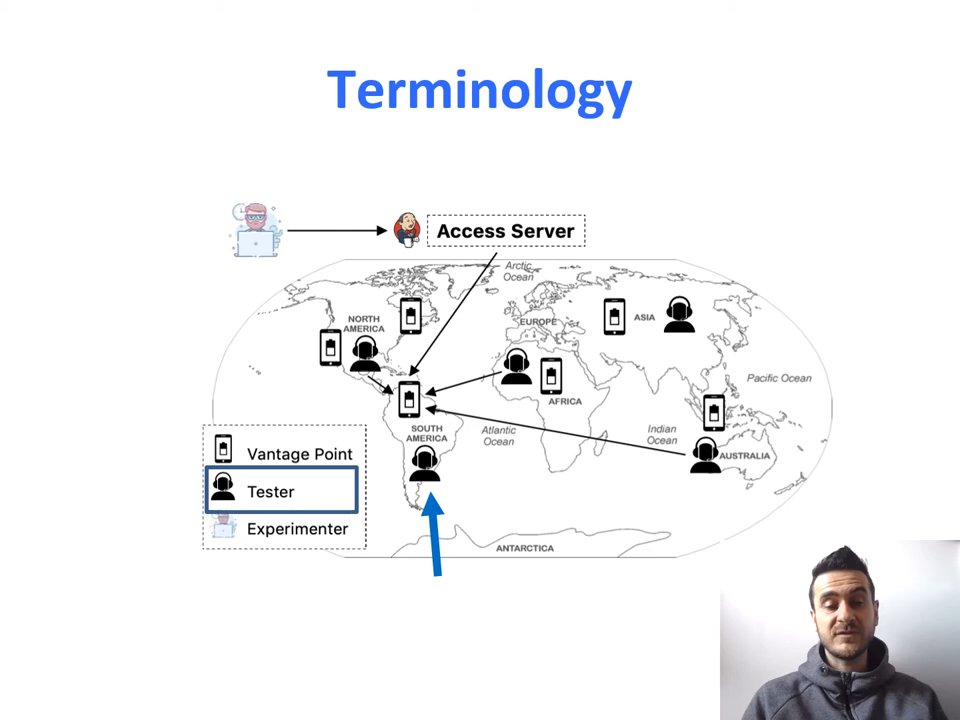 Terminology
Access Server
Arctic
Ocean
NORTH
AMERICA
EUROPE
ASIA
Pacific Ocean
AFRICA
SOUTH
AMERICA
Atlantic
Ocean
Indian
Ocean
AUSTRALIA
Vantage Point
Tester
Experimenter
ANTARCTICA